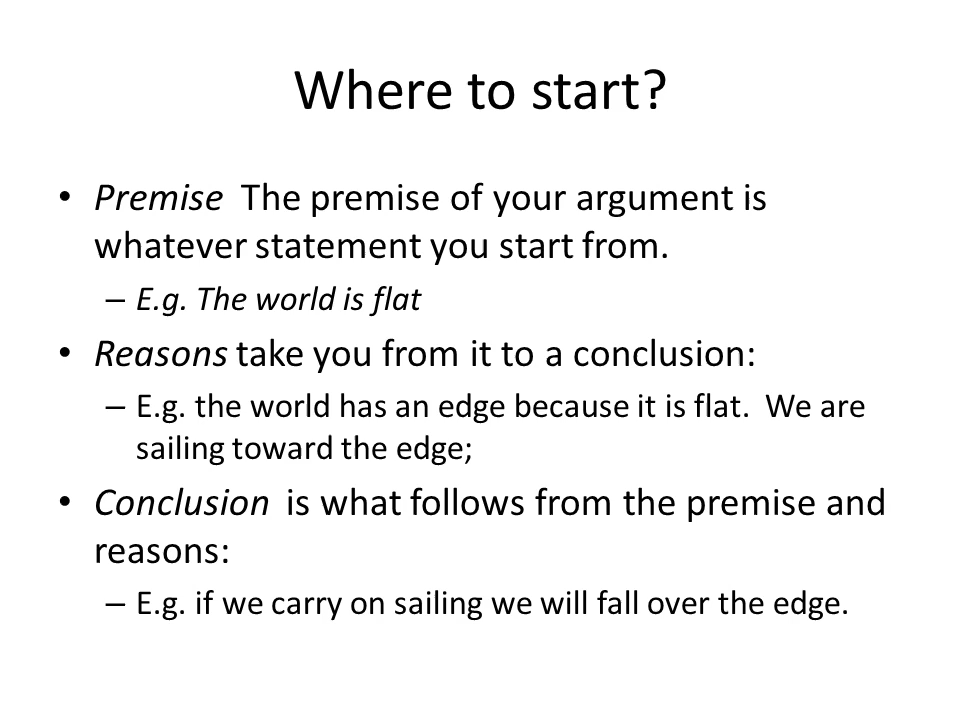 Where to start?
• Premise  The premise of your argument is
whatever statement you start from.
– E.g. The world is flat
• Reasons take you from it to a conclusion:
– E.g. the world has an edge because it is flat.  We are
sailing toward the edge;
• Conclusion  is what follows from the premise and
reasons:
– E.g. if we carry on sailing we will fall over the edge.